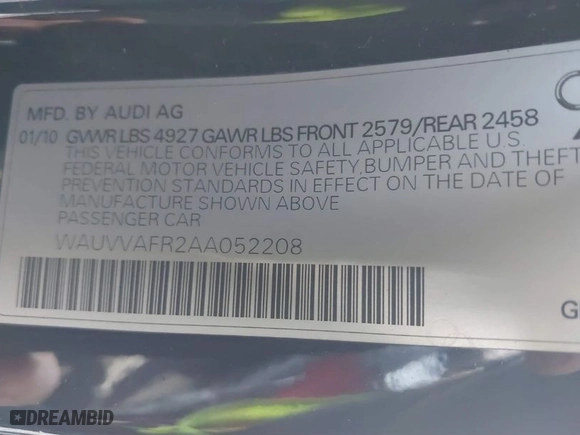 MFD. BY AUDI AG
01/10 GVWR LBS 4927 GAWR LBS FRONT 2579/REAR 2458
THIS VEHICLE CONFORMS TO ALL APPLICABLE U.S.
FEDERAL MOTOR VEHICLE SAFETY, BUMPER AND THEFT
PREVENTION STANDARDS IN EFFECT ON THE DATE OF
MANUFACTURE SHOWN ABOVE
PASSENGER CAR
WAUVVAFR2AA052208
G
DREAMBID